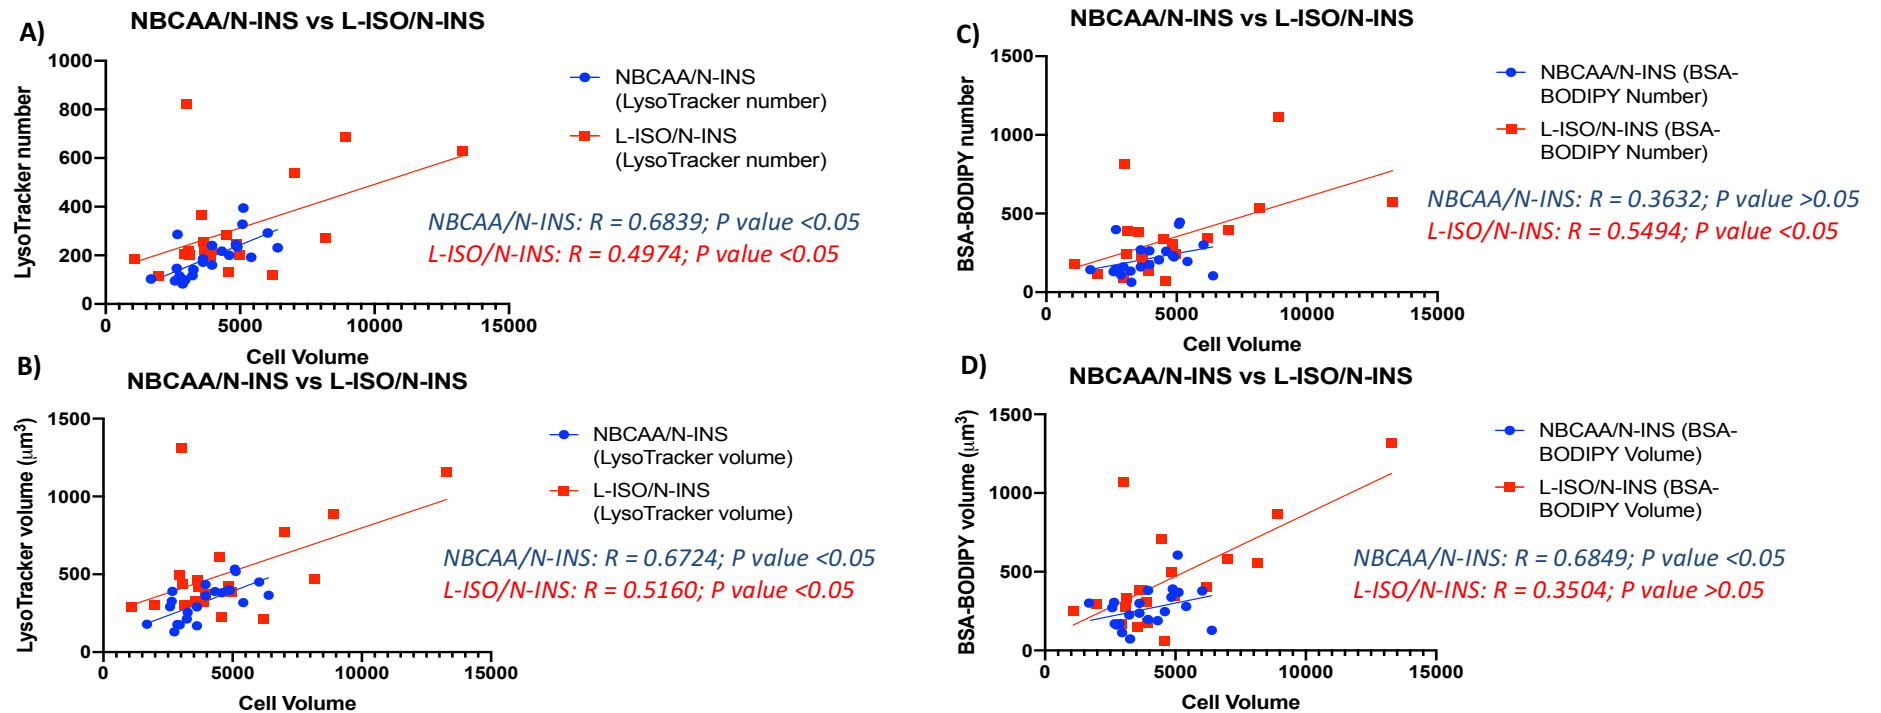 A)
NBCAA/N-INS vs L-ISO/N-INS
LysoTracker number
1000
800
600
400
200
0
0 5000 10000 15000
Cell Volume
NBCAA/N-INS
(LysoTracker number)
L-ISO/N-INS
(LysoTracker number)
NBCAA/N-INS: R = 0.6839; P value <0.05
L-ISO/N-INS: R = 0.4974; P value <0.05
B)
NBCAA/N-INS vs L-ISO/N-INS
LysoTracker volume (μm³)
1500
1000
500
0
0 5000 10000 15000
Cell Volume
NBCAA/N-INS
(LysoTracker volume)
L-ISO/N-INS
(LysoTracker volume)
NBCAA/N-INS: R = 0.6724; P value <0.05
L-ISO/N-INS: R = 0.5160; P value <0.05
C)
NBCAA/N-INS vs L-ISO/N-INS
BSA-BODIPY number
1500
1000
500
0
0 5000 10000 15000
Cell Volume
NBCAA/N-INS (BSA-
BODIPY Number)
L-ISO/N-INS (BSA-
BODIPY Number)
NBCAA/N-INS: R = 0.3632; P value >0.05
L-ISO/N-INS: R = 0.5494; P value <0.05
D)
NBCAA/N-INS vs L-ISO/N-INS
BSA-BODIPY volume (μm³)
1500
1000
500
0
0 5000 10000 15000
Cell Volume
NBCAA/N-INS (BSA-
BODIPY Volume)
L-ISO/N-INS (BSA-
BODIPY Volume)
NBCAA/N-INS: R = 0.6849; P value <0.05
L-ISO/N-INS: R = 0.3504; P value >0.05